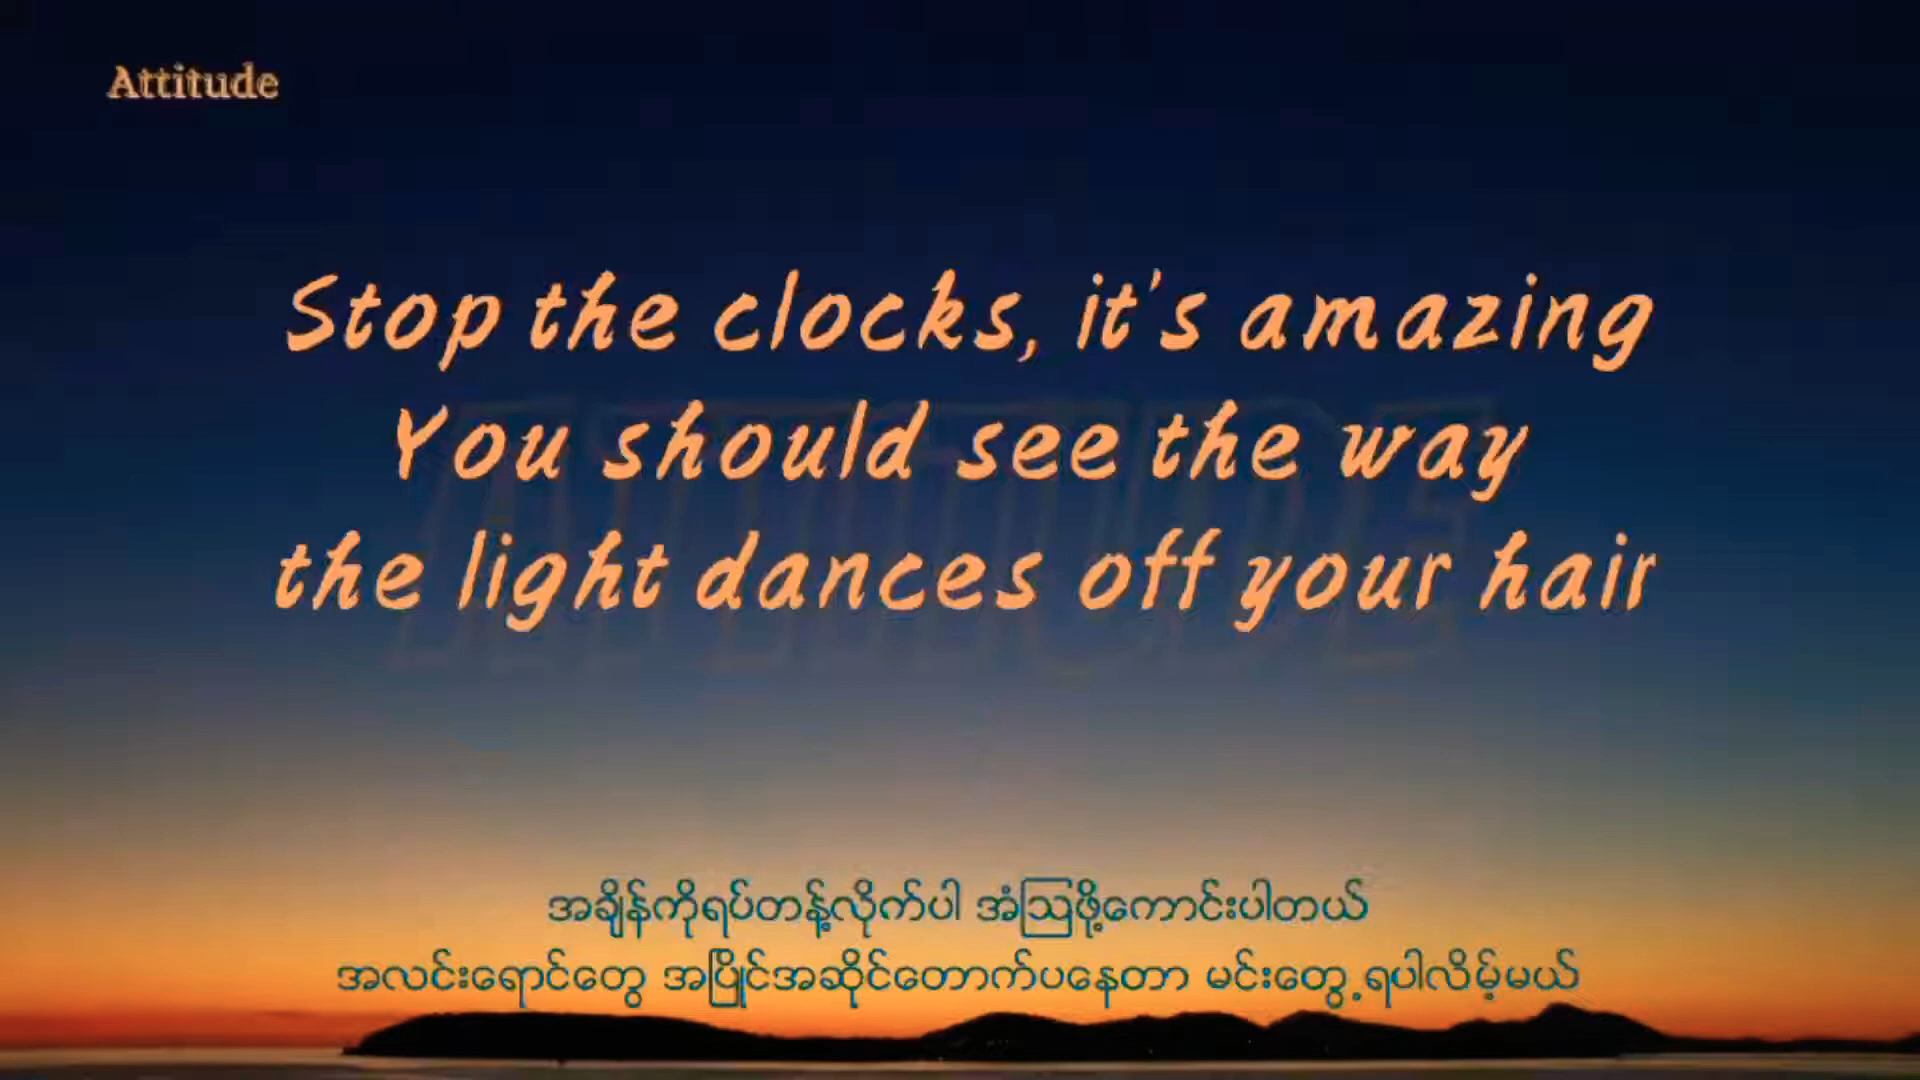 Attitude
Stop the clocks, it's amazing
You should see the way
the light dances off your hair
ATTITUDE
အချိန်ကိုရပ်တန့်လိုက်ပါ အံဩဖို့ကောင်းပါတယ်
အလင်းရောင်တွေ အပြိုင်အဆိုင်တောက်ပနေတာ မင်းတွေ့ရပါလိမ့်မယ်